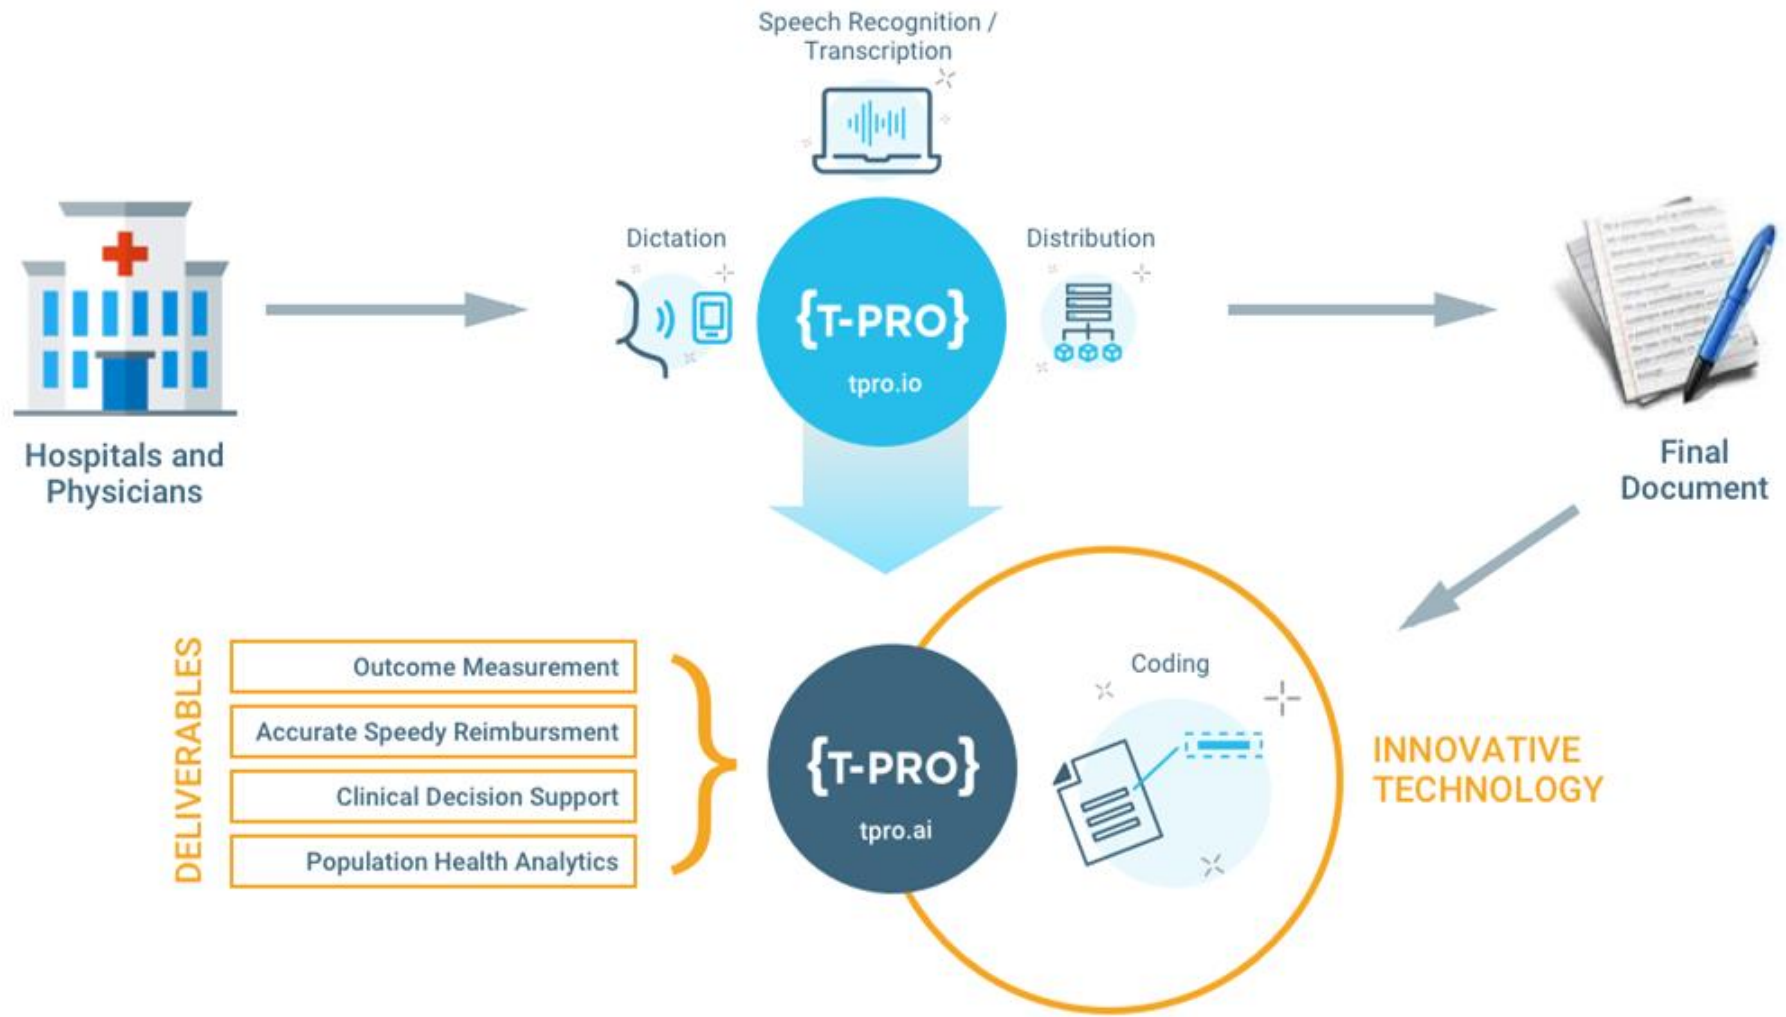 Speech Recognition /
Transcription
Dictation
Distribution
{T-PRO}
tpro.io
Hospitals and
Physicians
Final
Document
DELIVERABLES
Outcome Measurement
Accurate Speedy Reimbursment
Clinical Decision Support
Population Health Analytics
{T-PRO}
tpro.ai
Coding
INNOVATIVE
TECHNOLOGY